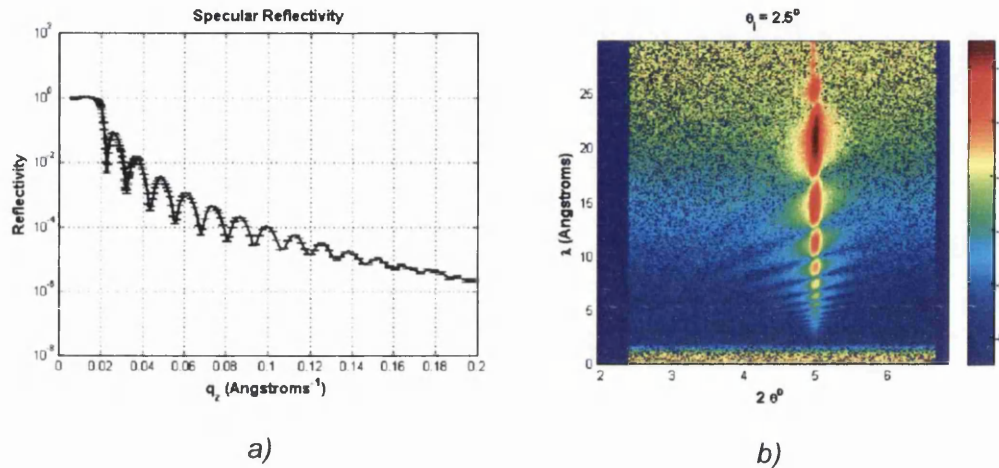 Specular Reflectivity
10²
10⁰
10⁻²
10⁻⁴
10⁻⁶
10⁻⁸
Reflectivity
0 0.02 0.04 0.06 0.08 0.1 0.12 0.14 0.16 0.18 0.2
q_z (Angstroms⁻¹)
a)
θ_i = 2.5°
25
20
15
10
5
0
λ (Angstroms)
2 3 4 5 6
2 θ°
b)